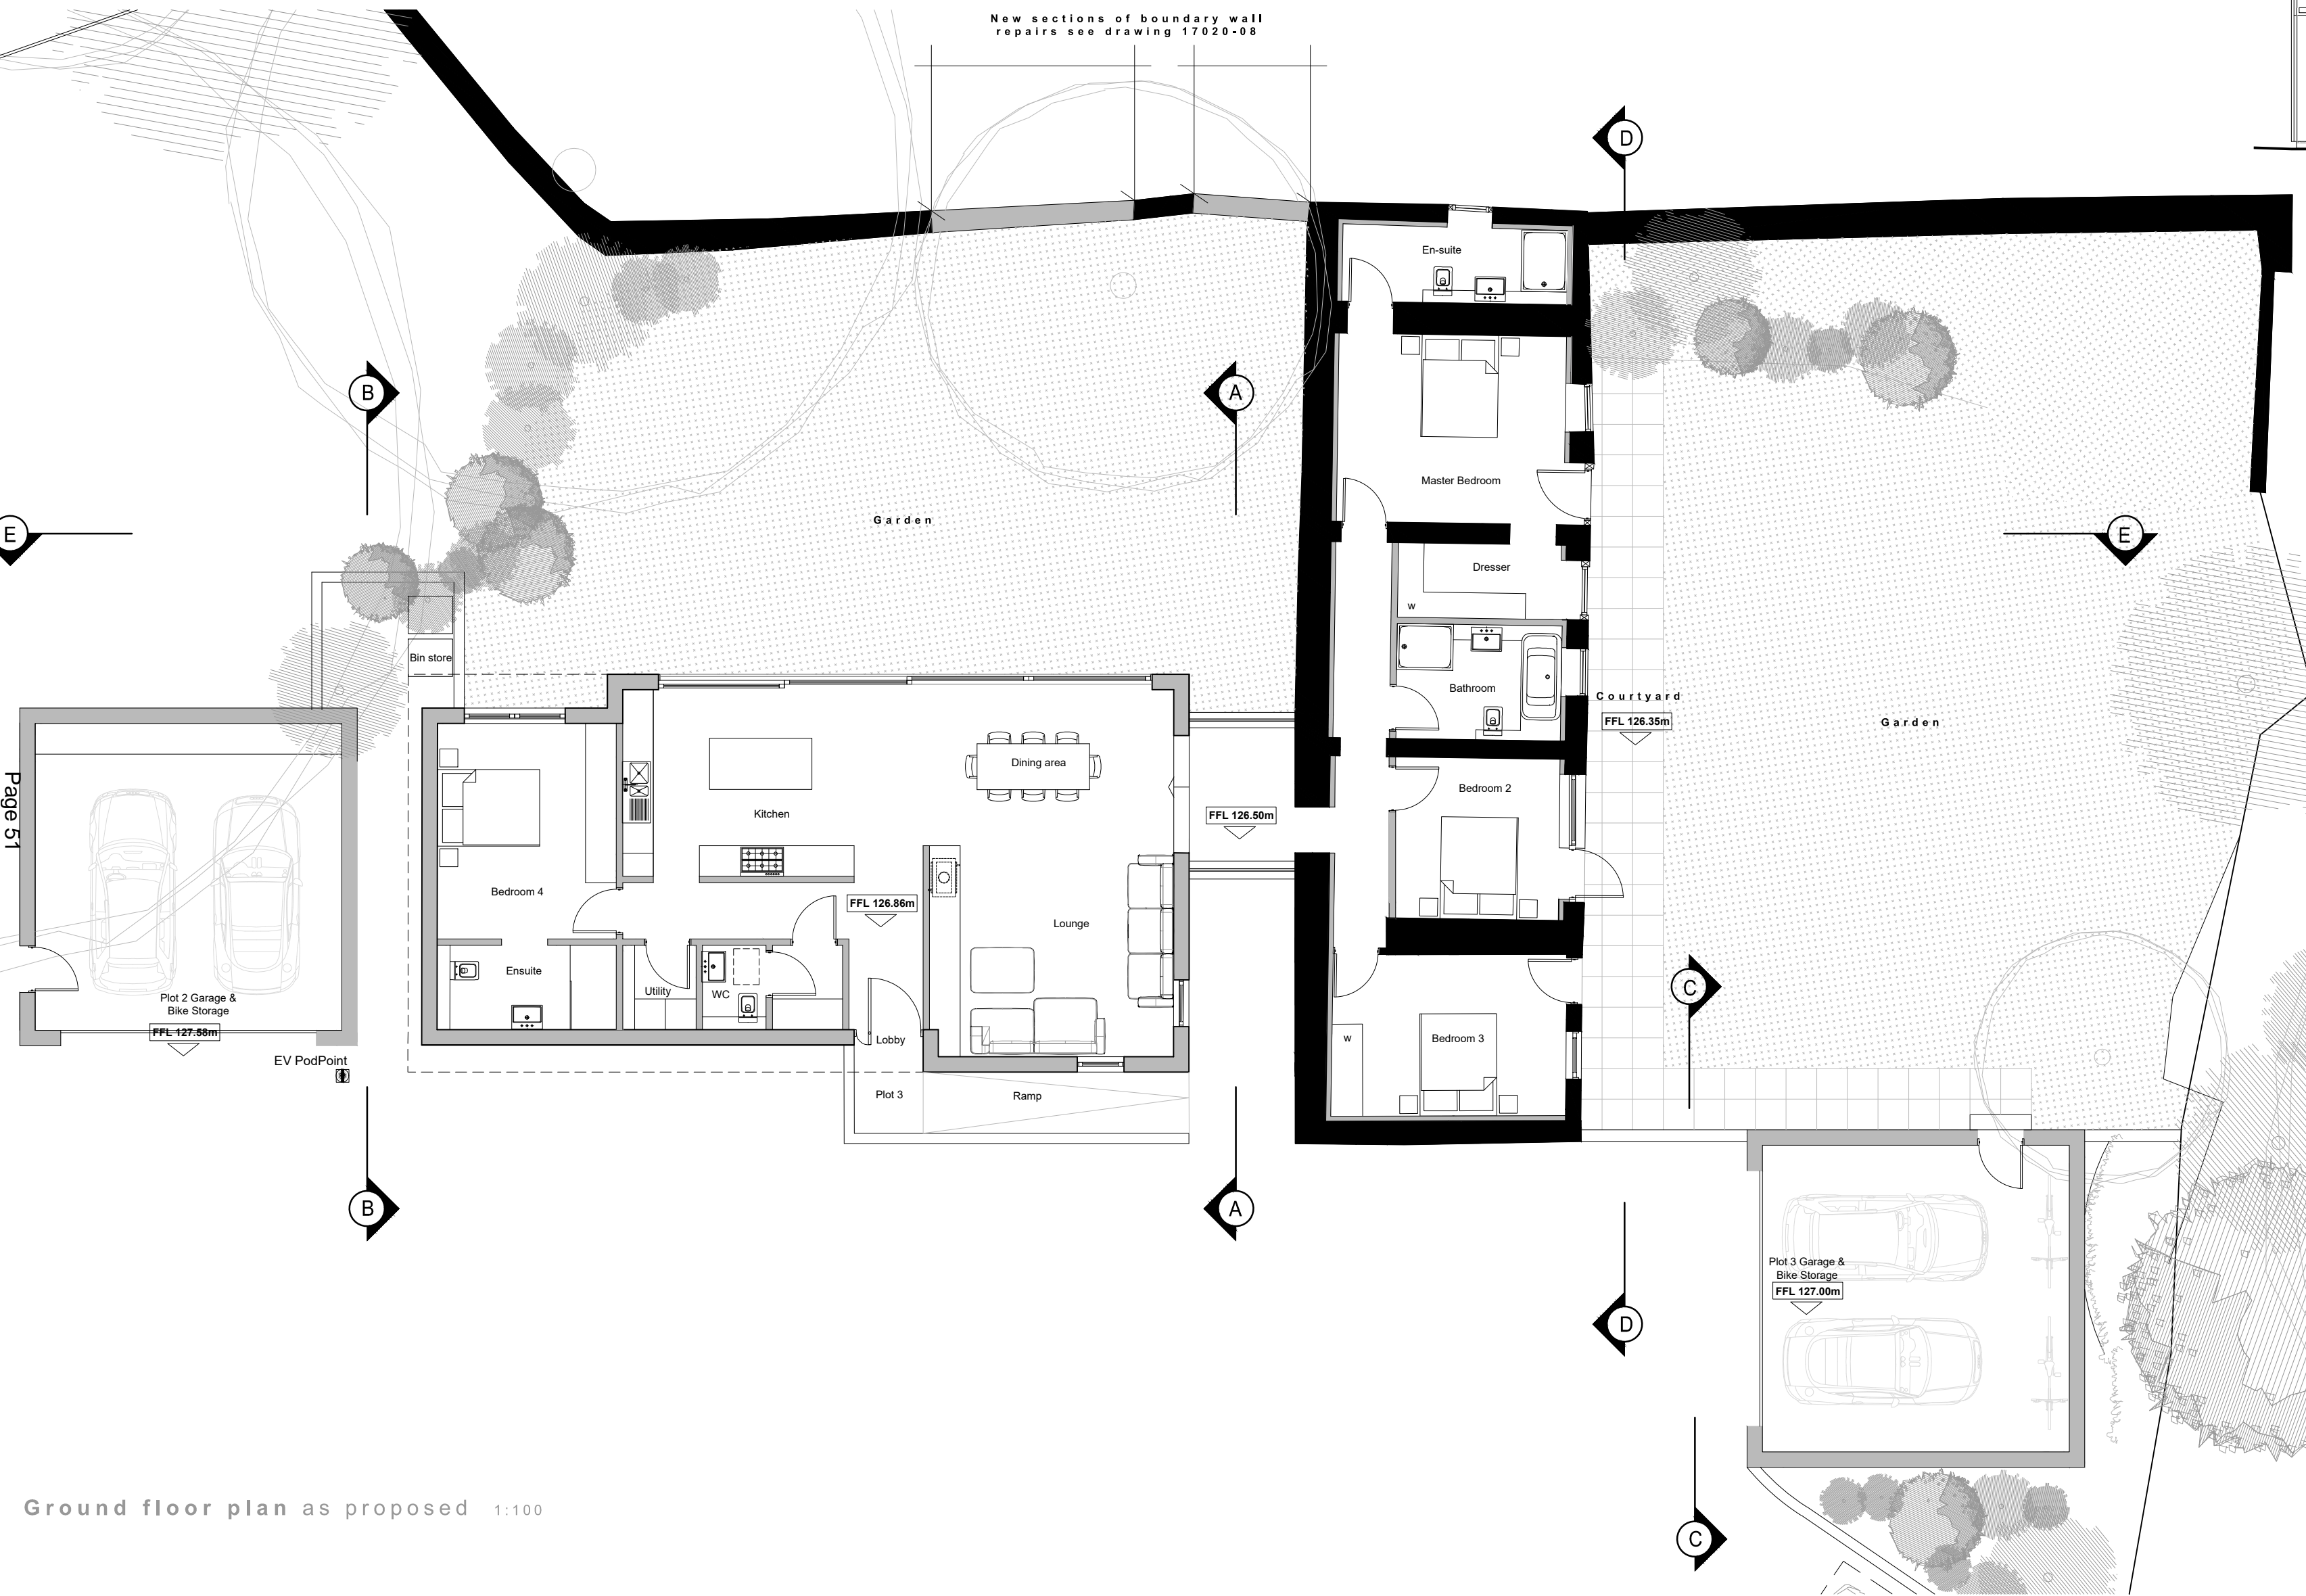 New sections of boundary wall
repairs see drawing 17020-08
D
En-suite
B
A
Master Bedroom
Garden
E
E
Dresser
W
Bin store
Bathroom
Courtyard
FFL 126.35m
Garden
Page 51
Dining area
Kitchen
FFL 126.50m
Bedroom 2
Bedroom 4
FFL 126.86m
Lounge
Ensuite
Utility
WC
C
Plot 2 Garage &
Bike Storage
FFL 127.58m
Lobby
W
Bedroom 3
EV PodPoint
Plot 3
Ramp
B
A
Plot 3 Garage &
Bike Storage
FFL 127.00m
D
Ground floor plan as proposed 1:100
C